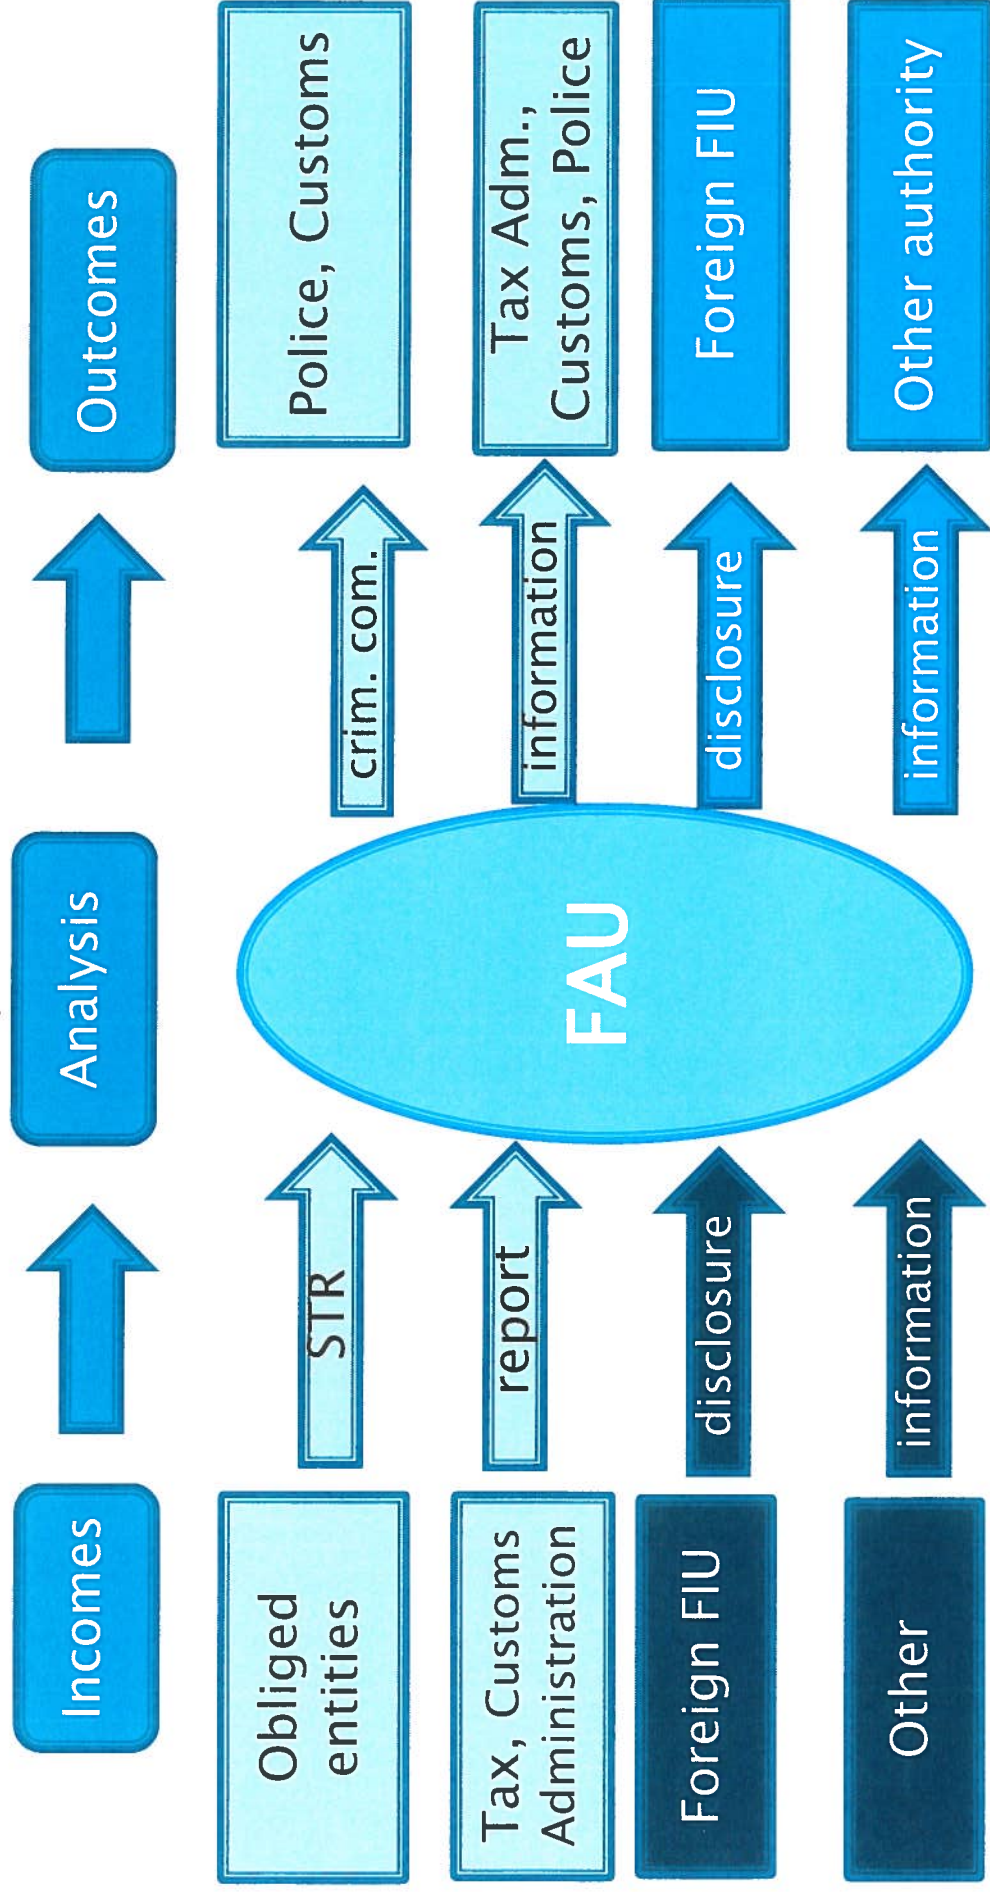 Incomes
Analysis
Outcomes
Obliged
entities
STR
crim. com.
Police, Customs
Tax, Customs
Administration
report
information
Tax Adm.,
Customs, Police
FAU
Foreign FIU
disclosure
disclosure
Foreign FIU
Other
information
information
Other authority